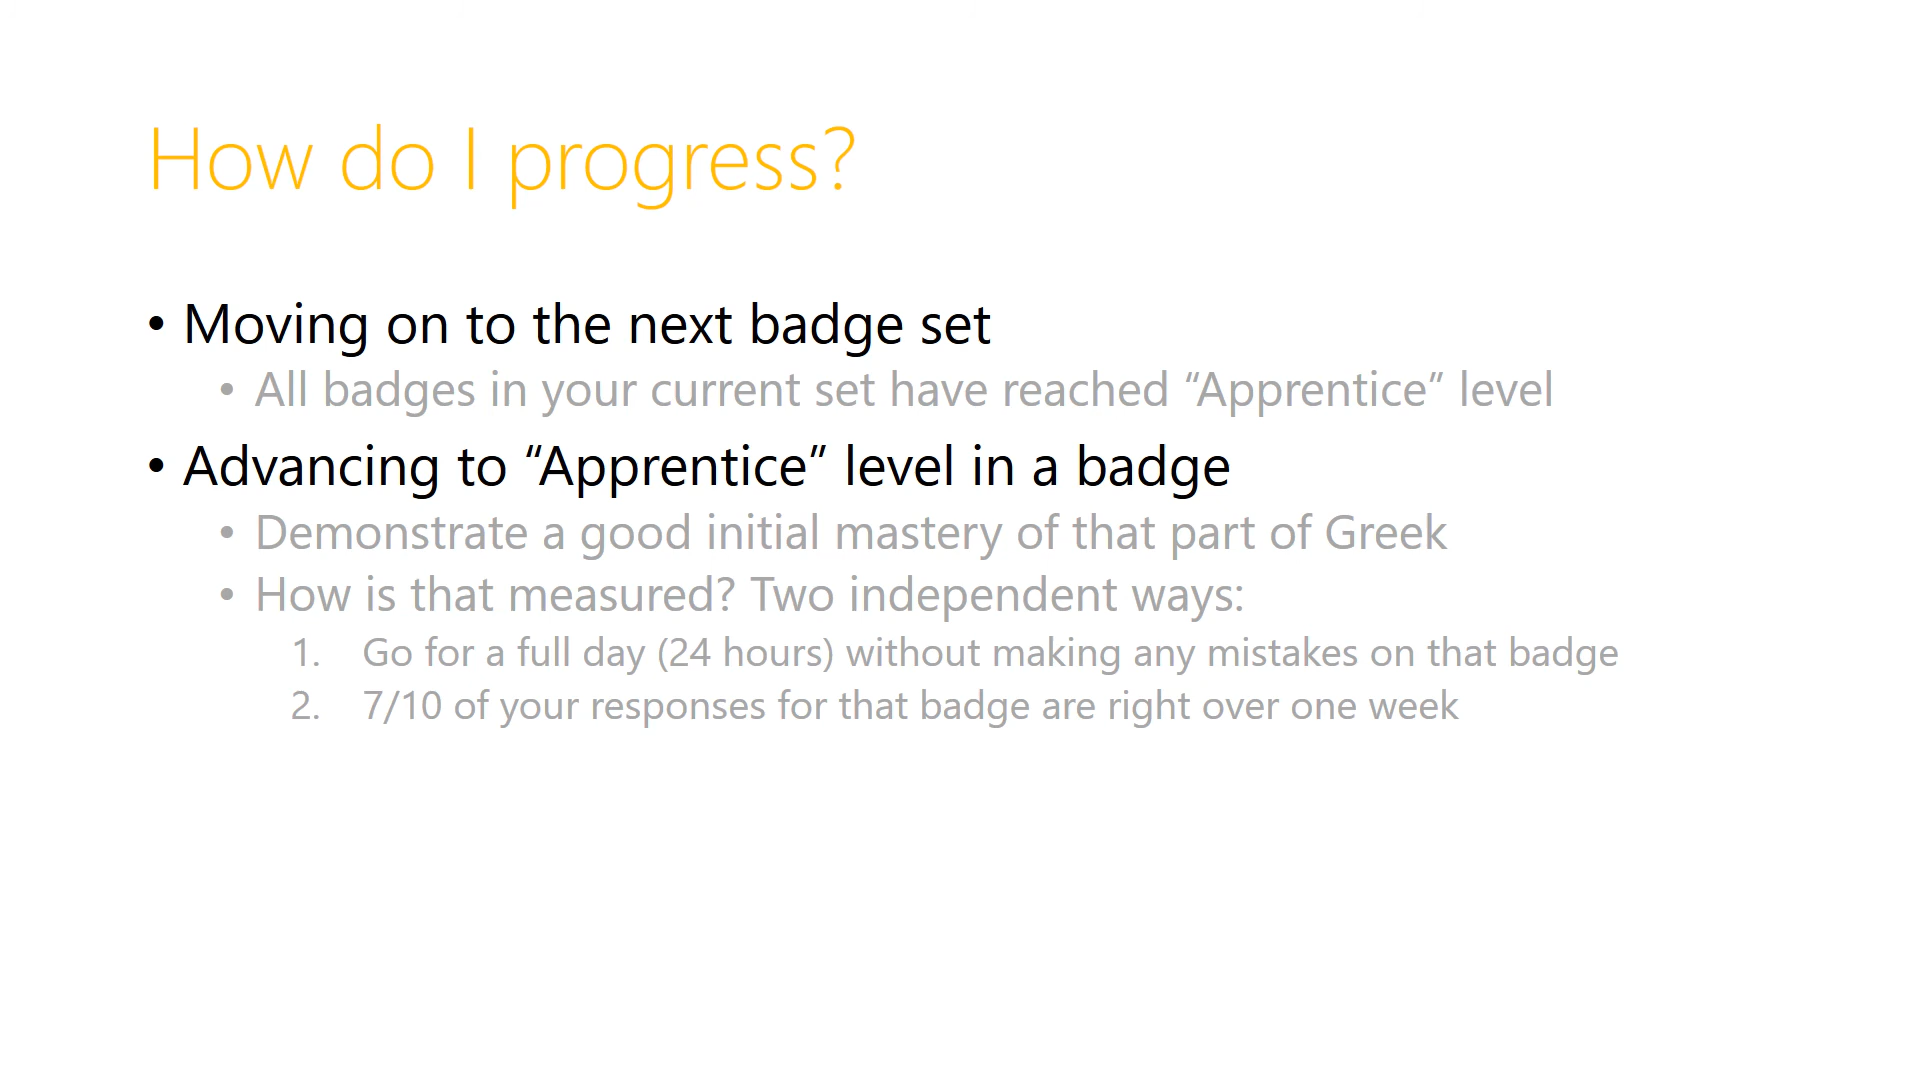 How do I progress?
• Moving on to the next badge set
• All badges in your current set have reached “Apprentice” level
• Advancing to “Apprentice” level in a badge
• Demonstrate a good initial mastery of that part of Greek
• How is that measured? Two independent ways:
1. Go for a full day (24 hours) without making any mistakes on that badge
2. 7/10 of your responses for that badge are right over one week